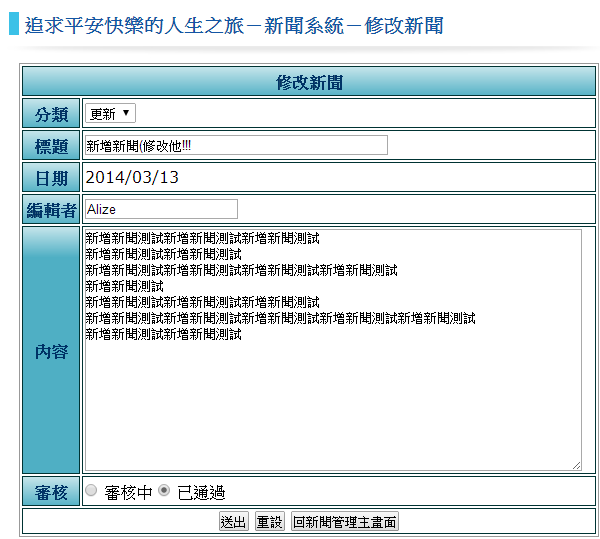 追求平安快樂的人生之旅－新聞系統－修改新聞
修改新聞
分類 更新
標題 新增新聞(修改他!!!
日期 2014/03/13
編輯者 Alize
內容
新增新聞測試新增新聞測試新增新聞測試
新增新聞測試新增新聞測試
新增新聞測試新增新聞測試新增新聞測試新增新聞測試
新增新聞測試
新增新聞測試新增新聞測試新增新聞測試
新增新聞測試新增新聞測試新增新聞測試新增新聞測試新增新聞測試
新增新聞測試新增新聞測試
審核 審核中 已通過
送出 重設 回新聞管理主畫面